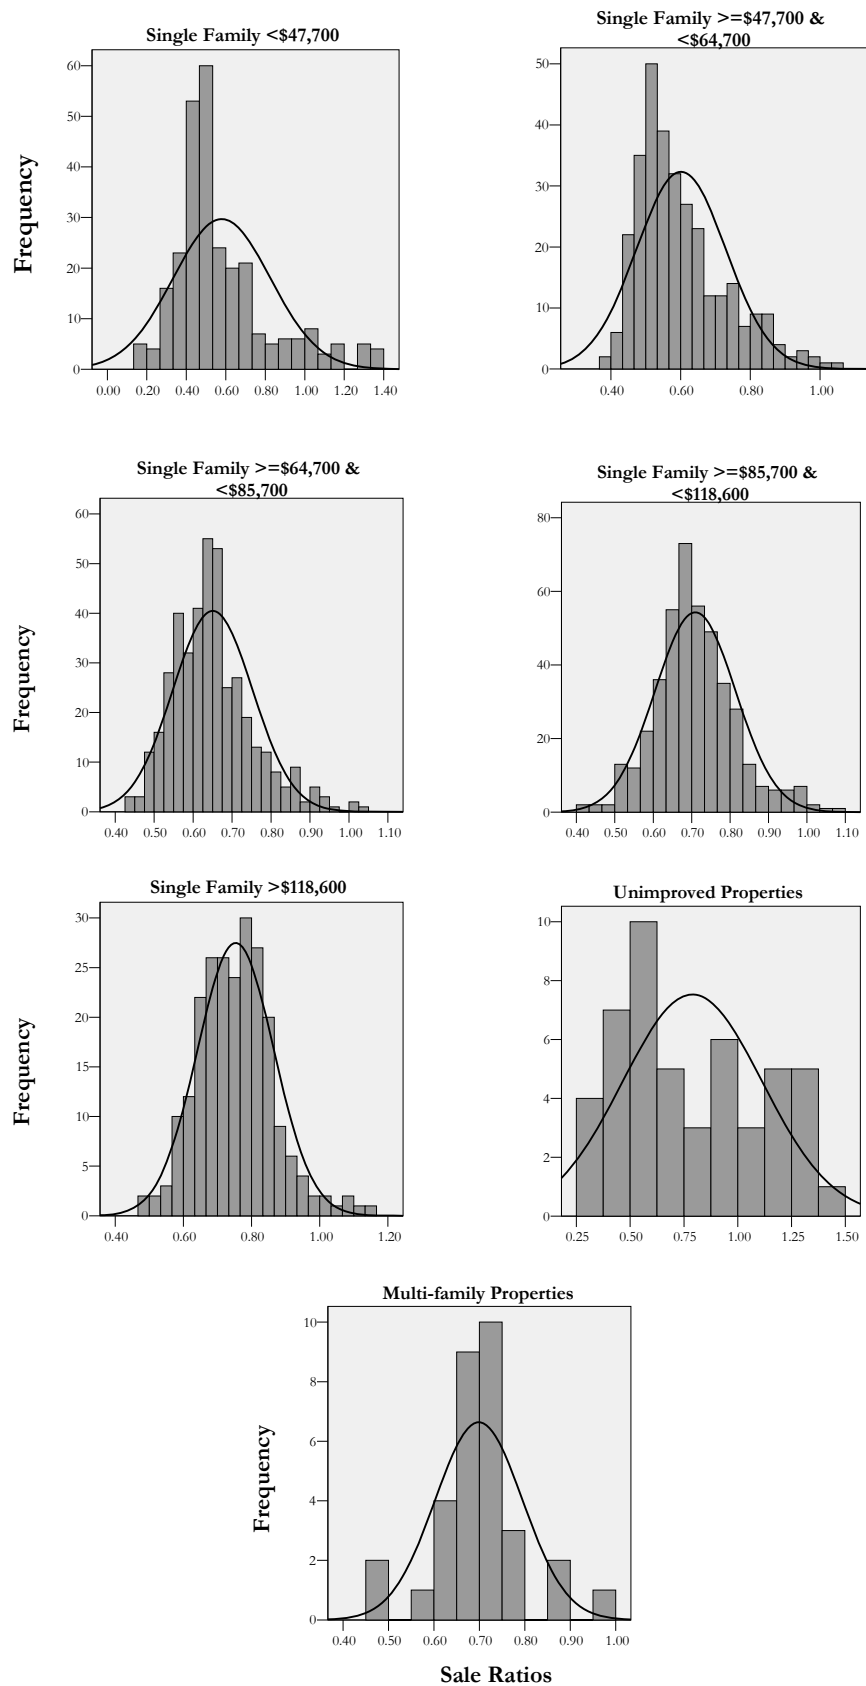 Single Family <$47,700
Frequency
60
50
40
30
20
10
0
0.00 0.20 0.40 0.60 0.80 1.00 1.20 1.40
Single Family >=$47,700 &
<$64,700
50
40
30
20
10
0
0.40 0.60 0.80 1.00
Single Family >=$64,700 &
<$85,700
Frequency
60
50
40
30
20
10
0
0.40 0.50 0.60 0.70 0.80 0.90 1.00 1.10
Single Family >=$85,700 &
<$118,600
80
60
40
20
0
0.40 0.50 0.60 0.70 0.80 0.90 1.00 1.10
Single Family >$118,600
Frequency
30
25
20
15
10
5
0
0.40 0.60 0.80 1.00 1.20
Unimproved Properties
10
8
6
4
2
0
0.25 0.50 0.75 1.00 1.25 1.50
Multi-family Properties
Frequency
10
8
6
4
2
0
0.40 0.50 0.60 0.70 0.80 0.90 1.00
Sale Ratios